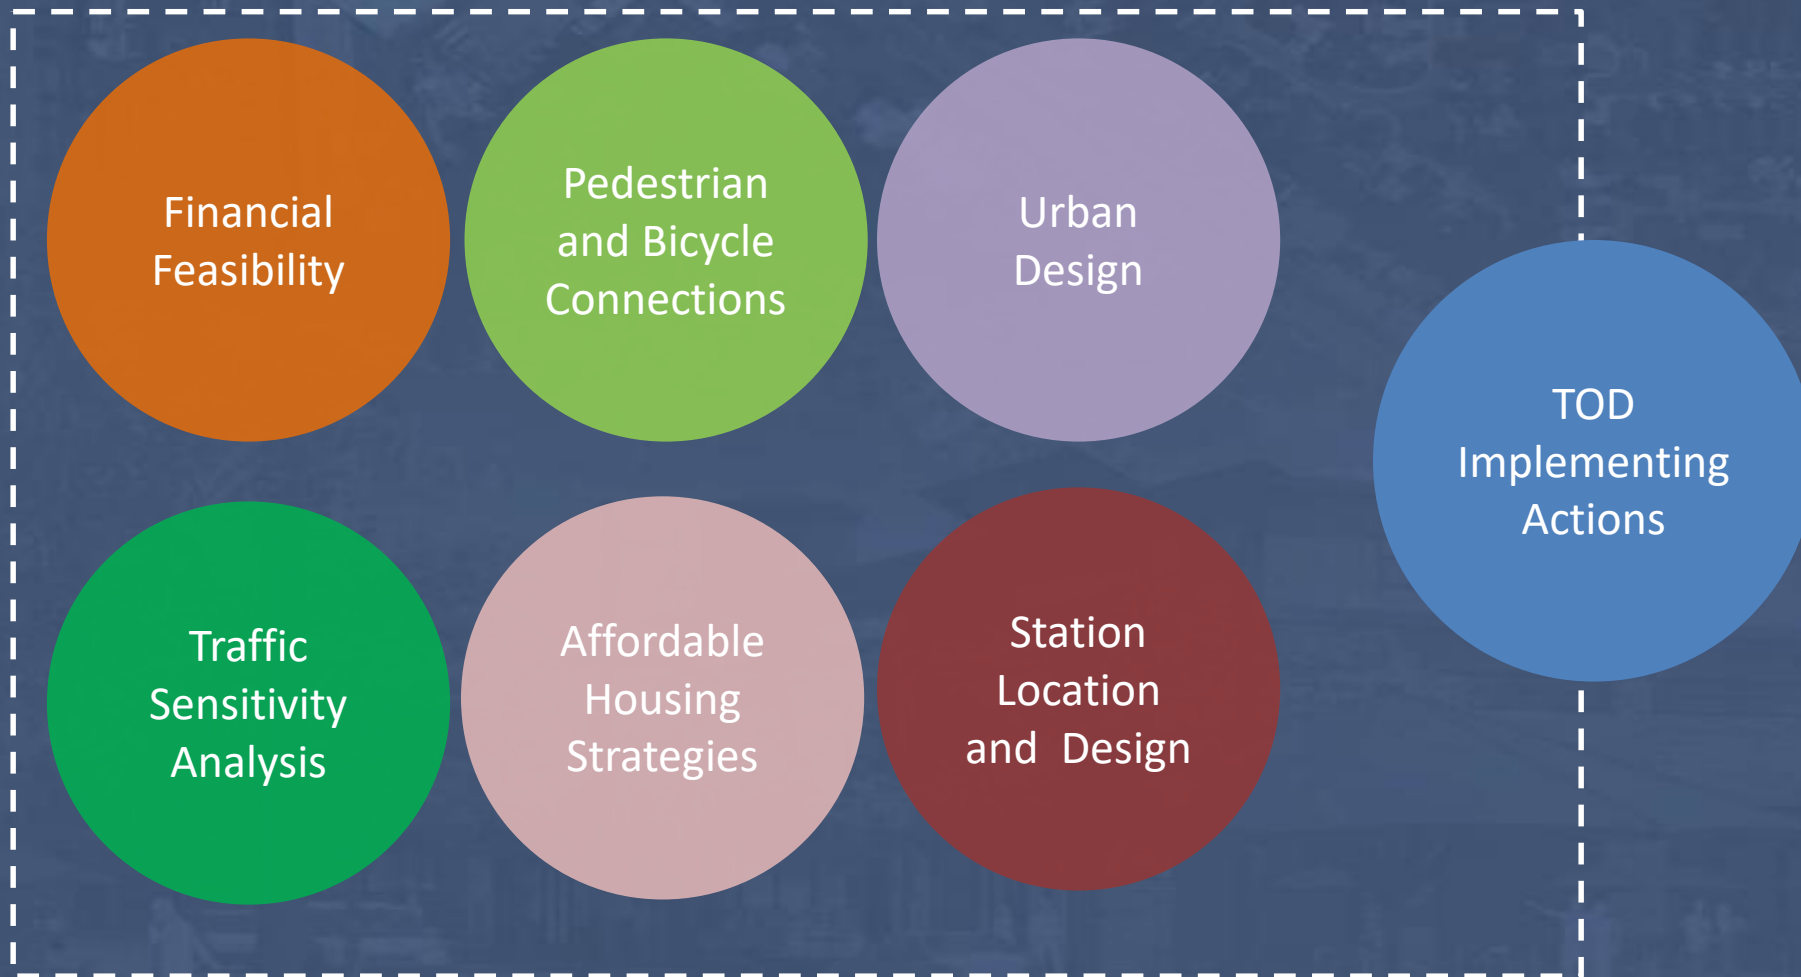 Financial
Feasibility
Pedestrian
and Bicycle
Connections
Urban
Design
TOD
Implementing
Actions
Traffic
Sensitivity
Analysis
Affordable
Housing
Strategies
Station
Location
and  Design